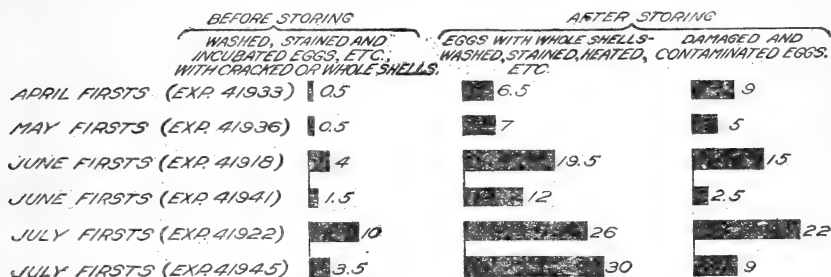 BEFORE STORING AFTER STORING
WASHED, STAINED AND EGGS WITH WHOLE SHELLS- DAMAGED AND
INCUBATED EGGS, ETC., WASHED, STAINED, HEATED, CONTAMINATED EGGS.
WITH CRACKED OR WHOLE SHELLS. ETC.
APRIL FIRSTS (EXP. 41933) 0.5 6.5 9
MAY FIRSTS (EXP. 41936) 0.5 7 5
JUNE FIRSTS (EXP. 41918) 4 19.5 15
JUNE FIRSTS (EXP. 41941) 1.5 12 2.5
JULY FIRSTS (EXP. 41922) 10 26 22
JULY FIRSTS (EXP. 41945) 3.5 30 9